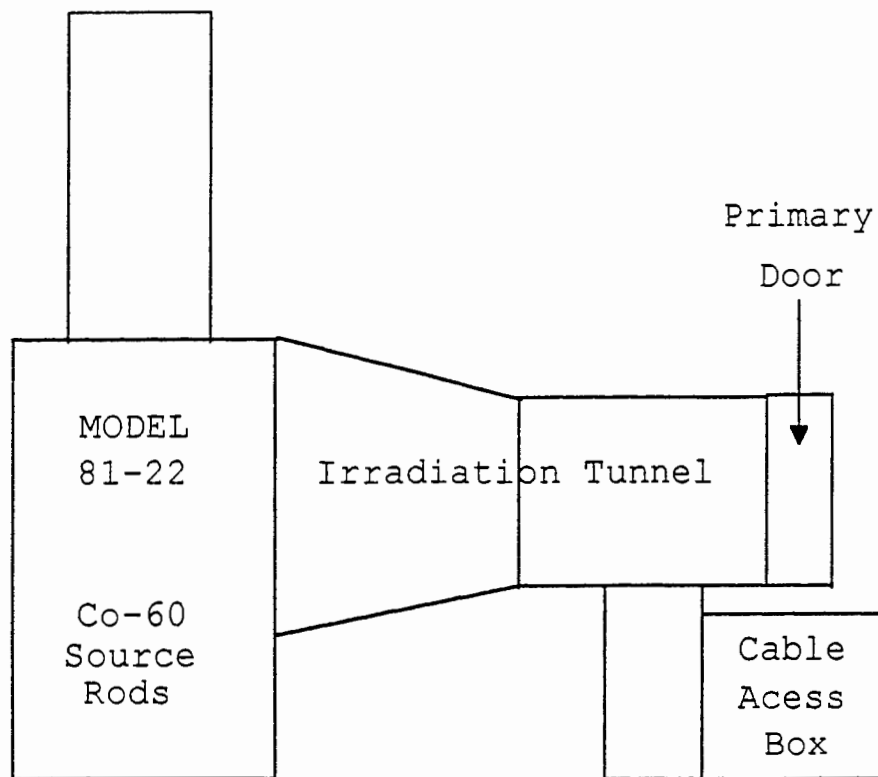 Primary
Door
MODEL
81-22
Irradiation Tunnel
Co-60
Source
Rods
Cable
Acess
Box